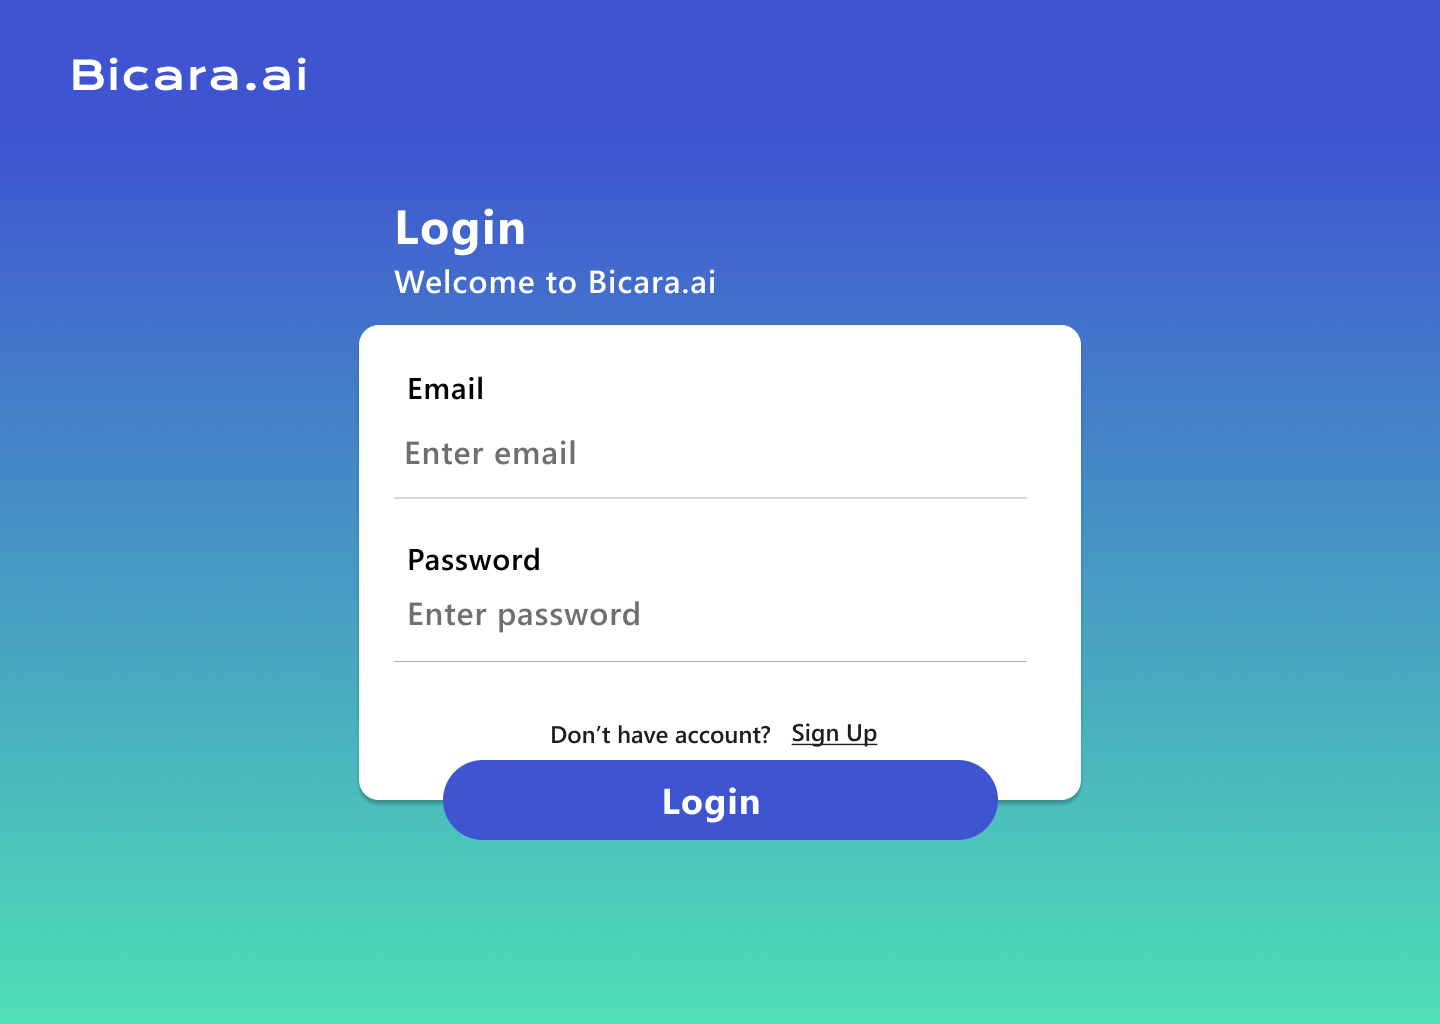 Bicara.ai
Login
Welcome to Bicara.ai
Email
Enter email
Password
Enter password
Don’t have account? Sign Up
Login